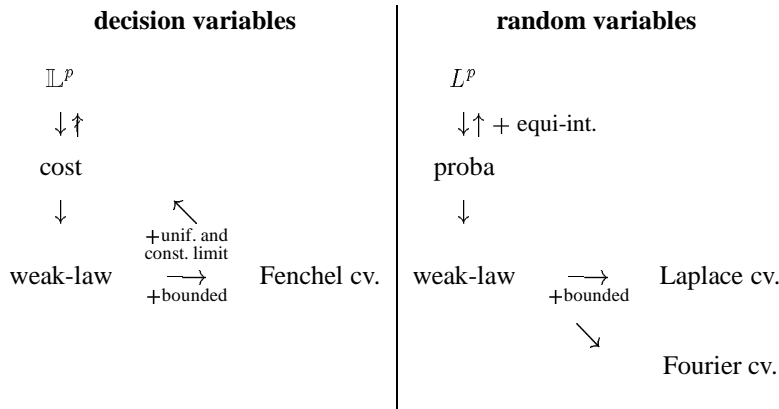 decision variables
𝕃^p
↓ ↑̸
cost
↓ ↖
+unif. and
const. limit
weak-law → Fenchel cv.
+bounded
random variables
L^p
↓↑ + equi-int.
proba
↓
weak-law → Laplace cv.
+bounded
↘
Fourier cv.